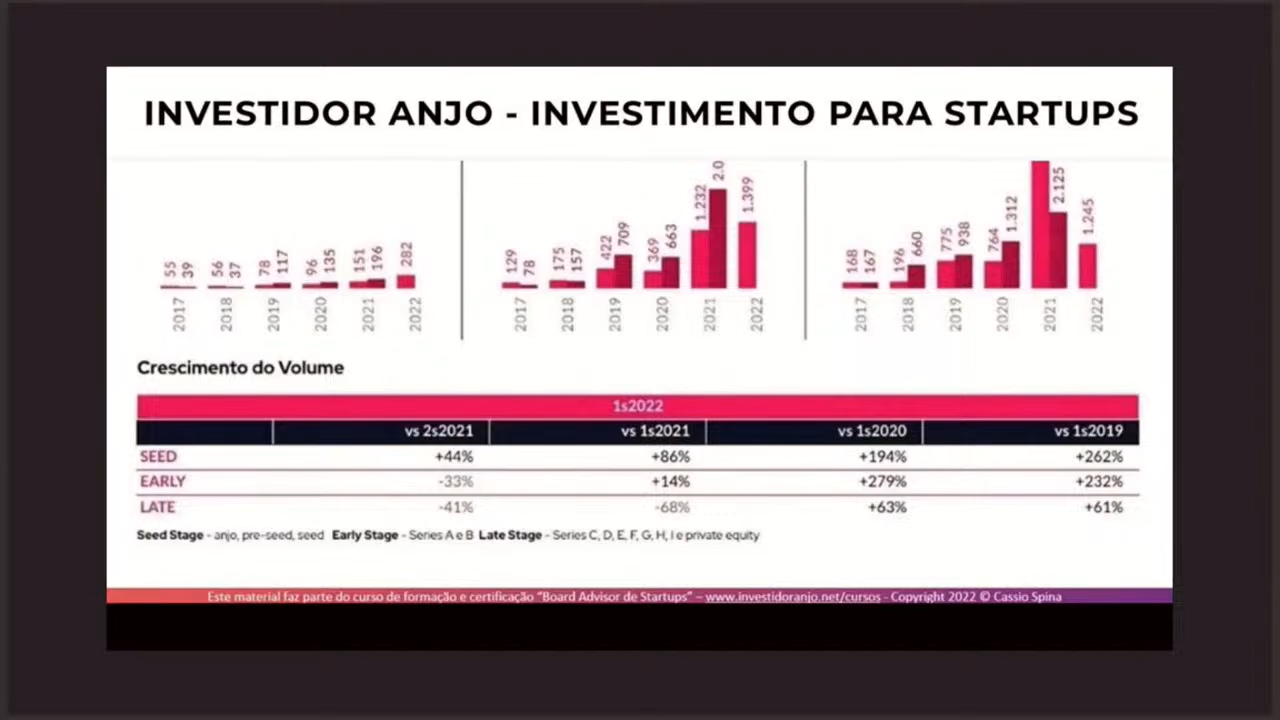 INVESTIDOR ANJO - INVESTIMENTO PARA STARTUPS
55 39 56 37 78 117 96 135 151 196 282
2017 2018 2019 2020 2021 2022
129 78 175 157 422 709 369 663 1.232 2.0 1.399
2017 2018 2019 2020 2021 2022
168 167 196 660 775 938 764 1.312 2.125 1.245
2017 2018 2019 2020 2021 2022
Crescimento do Volume
1s2022
vs 2s2021 vs 1s2021 vs 1s2020 vs 1s2019
SEED +44% +86% +194% +262%
EARLY -33% +14% +279% +232%
LATE -41% -68% +63% +61%
Seed Stage - anjo, pre-seed, seed Early Stage - Series A e B Late Stage - Series C, D, E, F, G, H, I e private equity
Este material faz parte do curso de formação e certificação "Board Advisor de Startups" – www.investidoranjo.net/cursos - Copyright 2022 © Cassio Spina